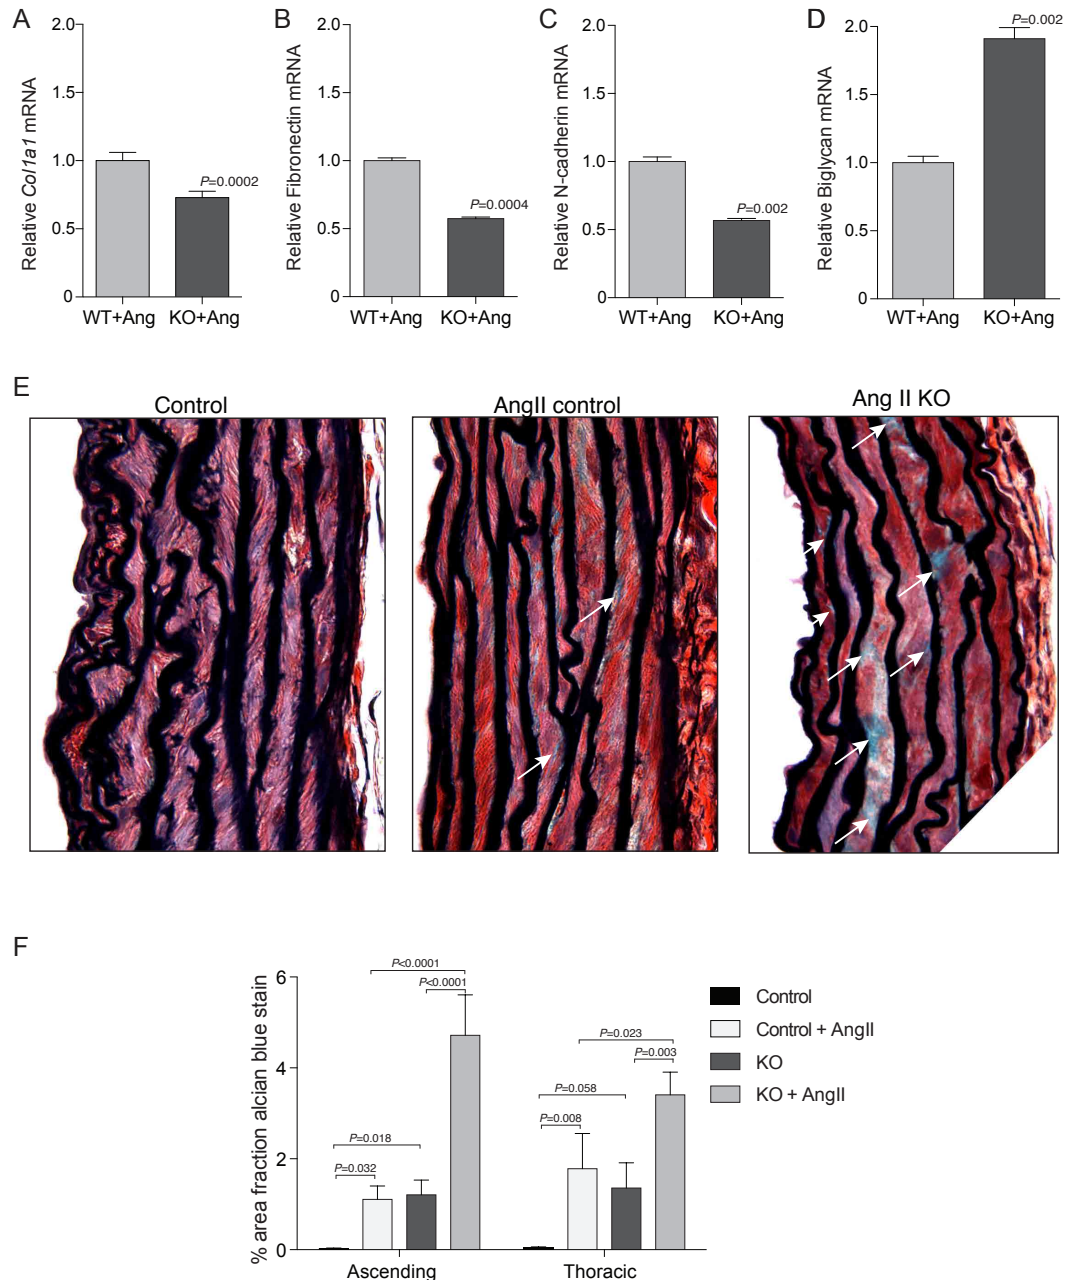 A
2.0
1.5
1.0
0.5
0
Relative Col1a1 mRNA
P=0.0002
WT+Ang KO+Ang
B
2.0
1.5
1.0
0.5
0
Relative Fibronectin mRNA
P=0.0004
WT+Ang KO+Ang
C
2.0
1.5
1.0
0.5
0
Relative N-cadherin mRNA
P=0.002
WT+Ang KO+Ang
D
2.0
1.5
1.0
0.5
0
Relative Biglycan mRNA
P=0.002
WT+Ang KO+Ang
E
Control
AngII control
Ang II KO
F
% area fraction alcian blue stain
6
4
2
0
P<0.0001
P<0.0001
P=0.018
P=0.032
P=0.023
P=0.003
P=0.058
P=0.008
Ascending Thoracic
Control
Control + AngII
KO
KO + AngII